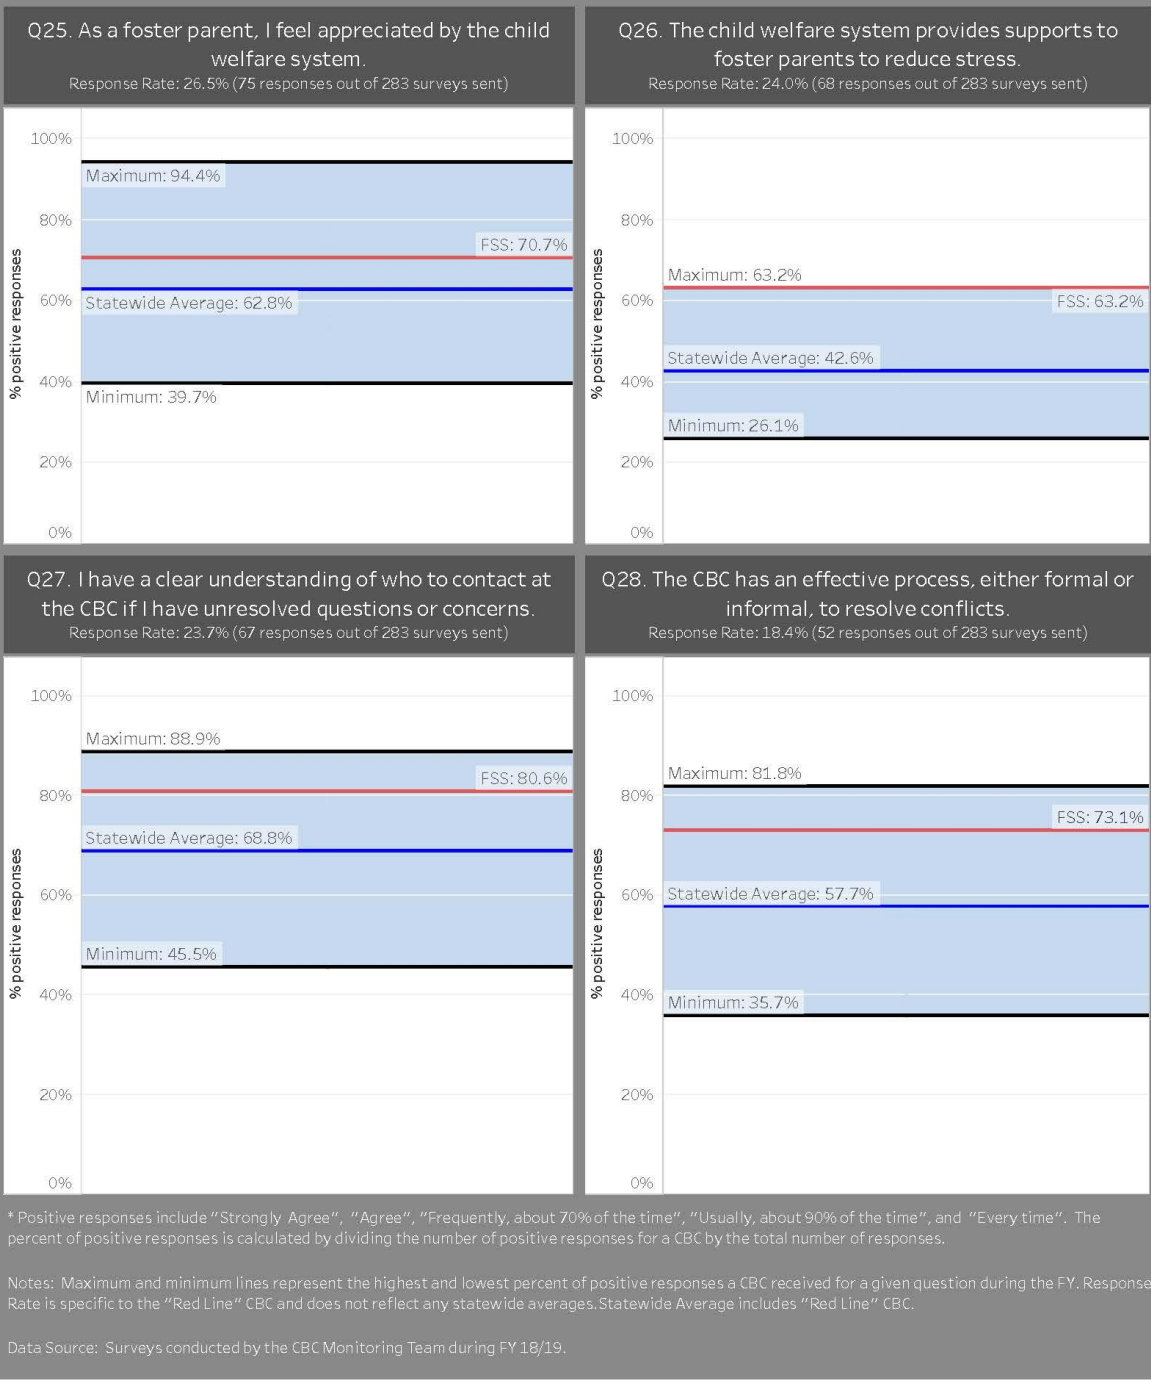 Q25. As a foster parent, I feel appreciated by the child
welfare system.
Response Rate: 26.5% (75 responses out of 283 surveys sent)
100%
Maximum: 94.4%
80%
FSS: 70.7%
60%
Statewide Average: 62.8%
40%
Minimum: 39.7%
20%
0%
% positive responses
Q26. The child welfare system provides supports to
foster parents to reduce stress.
Response Rate: 24.0% (68 responses out of 283 surveys sent)
100%
80%
Maximum: 63.2%
60%
FSS: 63.2%
Statewide Average: 42.6%
40%
Minimum: 26.1%
20%
0%
% positive responses
Q27. I have a clear understanding of who to contact at
the CBC if I have unresolved questions or concerns.
Response Rate: 23.7% (67 responses out of 283 surveys sent)
100%
Maximum: 88.9%
FSS: 80.6%
80%
Statewide Average: 68.8%
60%
Minimum: 45.5%
40%
20%
0%
% positive responses
Q28. The CBC has an effective process, either formal or
informal, to resolve conflicts.
Response Rate: 18.4% (52 responses out of 283 surveys sent)
100%
Maximum: 81.8%
80%
FSS: 73.1%
60%
Statewide Average: 57.7%
40%
Minimum: 35.7%
20%
0%
% positive responses
* Positive responses include "Strongly Agree", "Agree", "Frequently, about 70% of the time", "Usually, about 90% of the time", and "Every time". The
percent of positive responses is calculated by dividing the number of positive responses for a CBC by the total number of responses.
Notes: Maximum and minimum lines represent the highest and lowest percent of positive responses a CBC received for a given question during the FY. Response
Rate is specific to the "Red Line" CBC and does not reflect any statewide averages. Statewide Average includes "Red Line" CBC.
Data Source: Surveys conducted by the CBC Monitoring Team during FY 18/19.